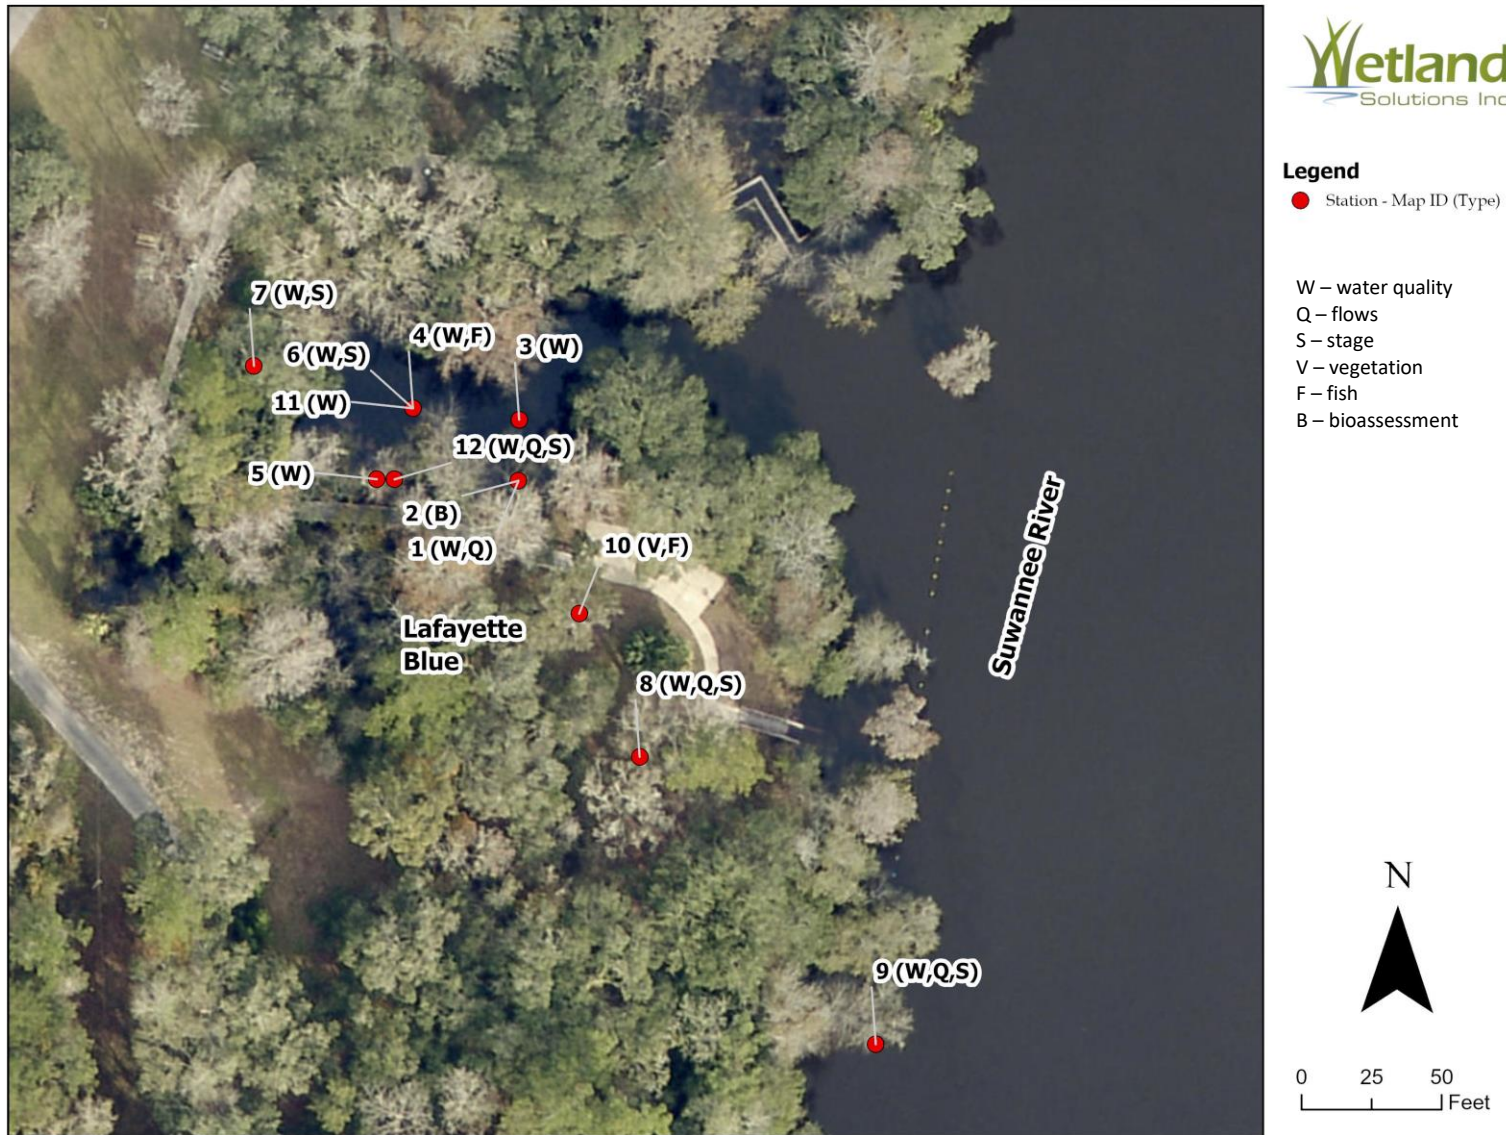 Wetland
Solutions Inc
Legend
Station - Map ID (Type)
W – water quality
Q – flows
S – stage
V – vegetation
F – fish
B – bioassessment
7 (W,S)
4 (W,F)
3 (W)
6 (W,S)
11 (W)
12 (W,Q,S)
5 (W)
2 (B)
1 (W,Q)
10 (V,F)
Lafayette
Blue
8 (W,Q,S)
Suwannee River
9 (W,Q,S)
N
0 25 50
Feet